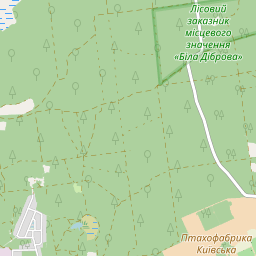 Лісовий
заказник
місцевого
значення
«Біла Діброва»
Птахофабрика
Київська